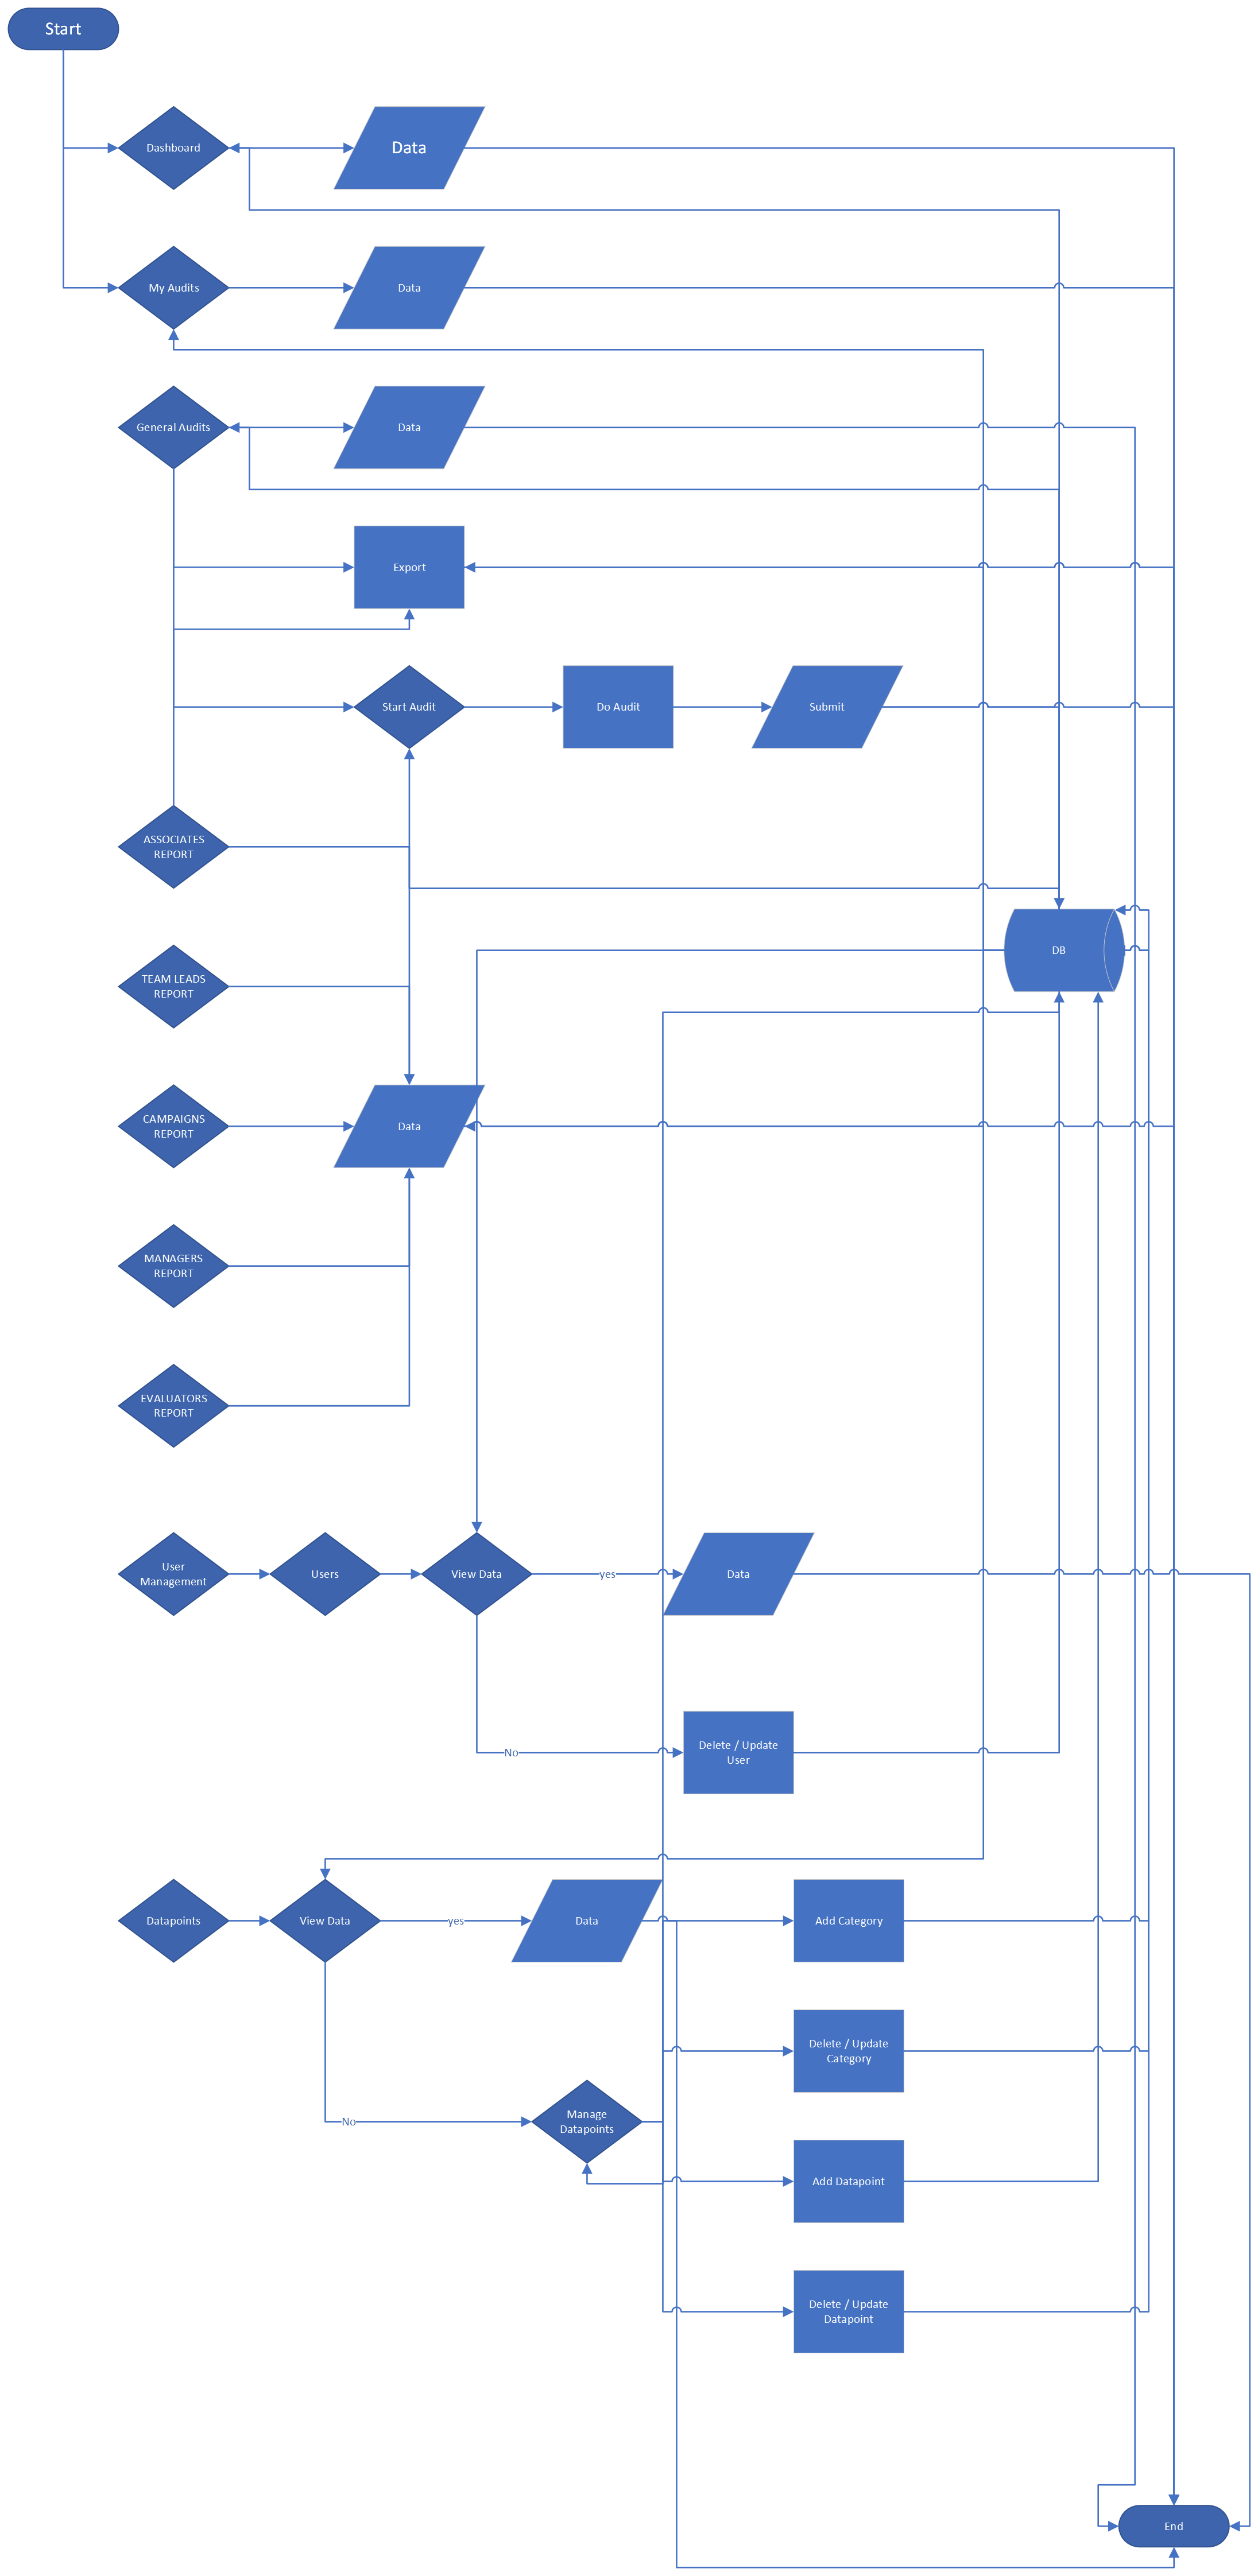 Start
Dashboard
Data
My Audits
Data
General Audits
Data
Export
Start Audit
Do Audit
Submit
ASSOCIATES
REPORT
DB
TEAM LEADS
REPORT
CAMPAIGNS
REPORT
Data
MANAGERS
REPORT
EVALUATORS
REPORT
User
Management
Users
View Data
yes
Data
No
Delete / Update
User
Datapoints
View Data
yes
Data
Add Category
Delete / Update
Category
No
Manage
Datapoints
Add Datapoint
Delete / Update
Datapoint
End